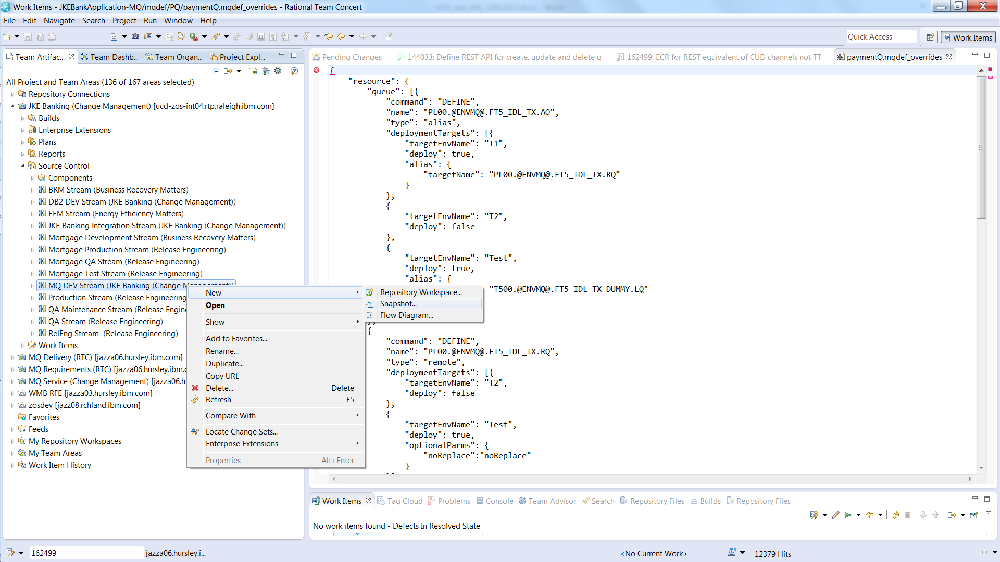 Work Items - JKEBankApplication-MQ/mqdef/PQ/paymentQ.mqdef_overrides - Rational Team Concert
File Edit Navigate Search Project Run Window Help
Quick Access
Work Items
Team Artifac...
Team Dashb...
Team Organ...
Project Expl...
All Project and Team Areas (136 of 167 areas selected)
Repository Connections
JKE Banking (Change Management) [ucd-zos-int04.rtp.raleigh.ibm.com]
Builds
Enterprise Extensions
Plans
Reports
Source Control
Components
BRM Stream (Business Recovery Matters)
DB2 DEV Stream (JKE Banking (Change Management))
EEM Stream (Energy Efficiency Matters)
JKE Banking Integration Stream (JKE Banking (Change Management))
Mortgage Development Stream (Business Recovery Matters)
Mortgage Production Stream (Release Engineering)
Mortgage QA Stream (Release Engineering)
Mortgage Test Stream (Release Engineering)
MQ DEV Stream (JKE Banking (Change Management))
Production Stream (Release Engineering
QA Maintenance Stream (Release Engine
QA Stream (Release Engineering)
RelEng Stream (Release Engineering)
Work Items
MQ Delivery (RTC) [jazza06.hursley.ibm.com]
MQ Requirements (RTC) [jazza06.hursley.ibm.c
MQ Service (Change Management) [jazza06.hu
WMB RFE [jazza03.hursley.ibm.com]
zosdev [jazz08.rchland.ibm.com]
Favorites
Feeds
My Repository Workspaces
My Team Areas
Work Item History
New
Open
Show
Add to Favorites...
Rename...
Duplicate...
Copy URL
Delete... Delete
Refresh F5
Compare With
Locate Change Sets...
Enterprise Extensions
Properties Alt+Enter
Repository Workspace...
Snapshot...
Flow Diagram...
Pending Changes
144033: Define REST API for create, update and delete q
162499: ECR for REST equivalent of CUD channels not TT
paymentQ.mqdef_overrides
{
"resource": {
"queue": [{
"command": "DEFINE",
"name": "PL00.@ENVMQ@.FT5_IDL_TX.AO",
"type": "alias",
"deploymentTargets": [{
"targetEnvName": "T1",
"deploy": true,
"alias": {
"targetName": "PL00.@ENVMQ@.FT5_IDL_TX.RQ"
}
},
{
"targetEnvName": "T2",
"deploy": false
},
{
"targetEnvName": "Test",
"deploy": true,
"alias": {
"T500.@ENVMQ@.FT5_IDL_TX_DUMMY.LQ"
{
"command": "DEFINE",
"name": "PL00.@ENVMQ@.FT5_IDL_TX.RQ",
"type": "remote",
"deploymentTargets": [{
"targetEnvName": "T2",
"deploy": false
},
{
"targetEnvName": "Test",
"deploy": true,
"optionalParms": {
"noReplace":"noReplace"
}
Work Items
Tag Cloud
Problems
Console
Team Advisor
Search
Repository Files
Builds
Repository Files
No work items found - Defects In Resolved State
162499
jazza06.hursley.i...
<No Current Work>
12379 Hits